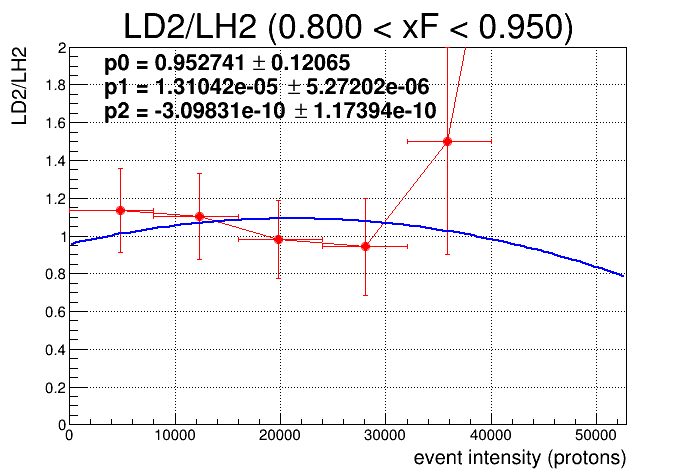 LD2/LH2 (0.800 < xF < 0.950)
p0 = 0.952741 ± 0.12065
p1 = 1.31042e-05 ± 5.27202e-06
p2 = -3.09831e-10 ± 1.17394e-10
LD2/LH2
2
1.8
1.6
1.4
1.2
1
0.8
0.6
0.4
0.2
0
0 10000 20000 30000 40000 50000
event intensity (protons)